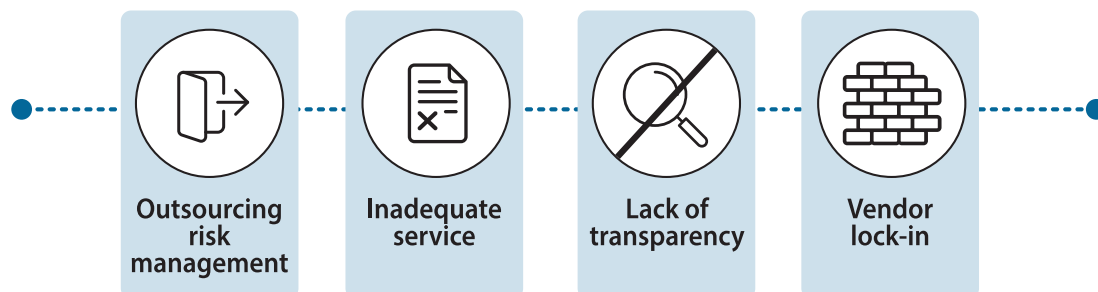 Outsourcing
risk
management
Inadequate
service
Lack of
transparency
Vendor
lock-in